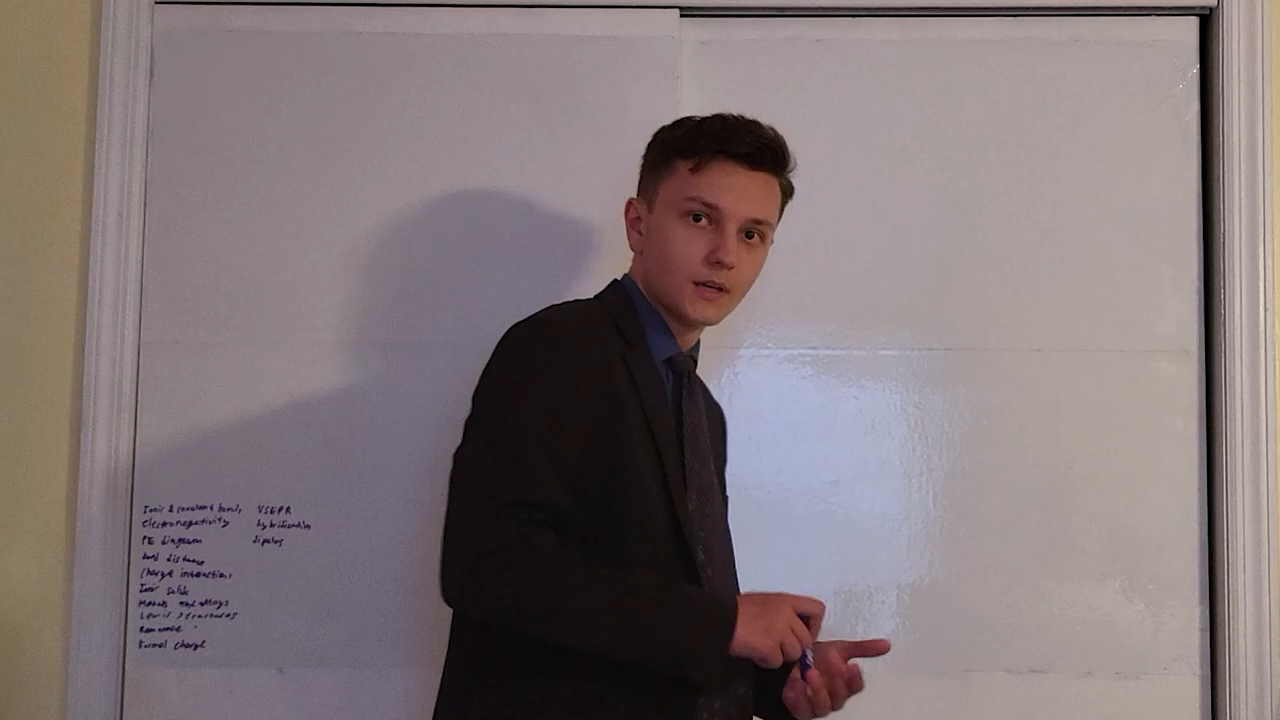 Ionic & covalent bond,
electronegativity
PE diagram
bond distance
charge interactions
Ionic solids
Metals and alloys
Lewis structures
Resonance
Formal charge
VSEPR
hybridization
dipoles